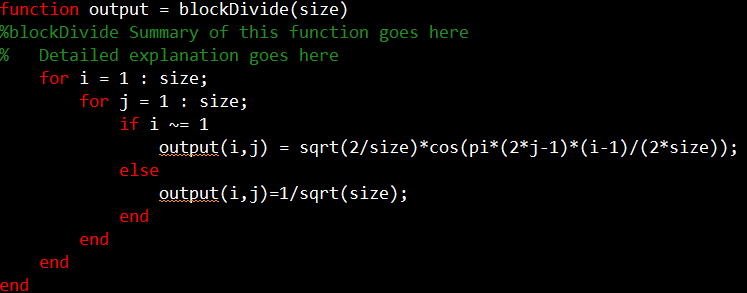 function output = blockDivide(size)
%blockDivide Summary of this function goes here
%   Detailed explanation goes here
    for i = 1 : size;
        for j = 1 : size;
            if i ~= 1
                output(i,j) = sqrt(2/size)*cos(pi*(2*j-1)*(i-1)/(2*size));
            else
                output(i,j)=1/sqrt(size);
            end
        end
    end
end